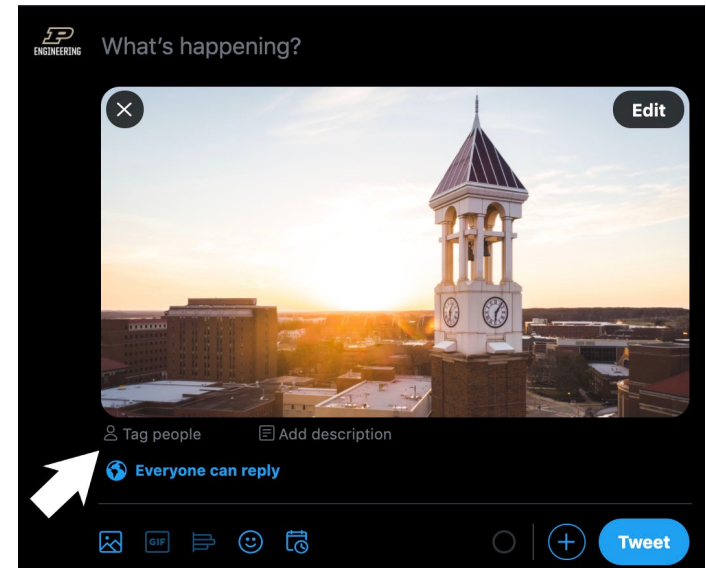 ENGINEERING
What's happening?
Edit
Tag people
Add description
Everyone can reply
GIF
Tweet